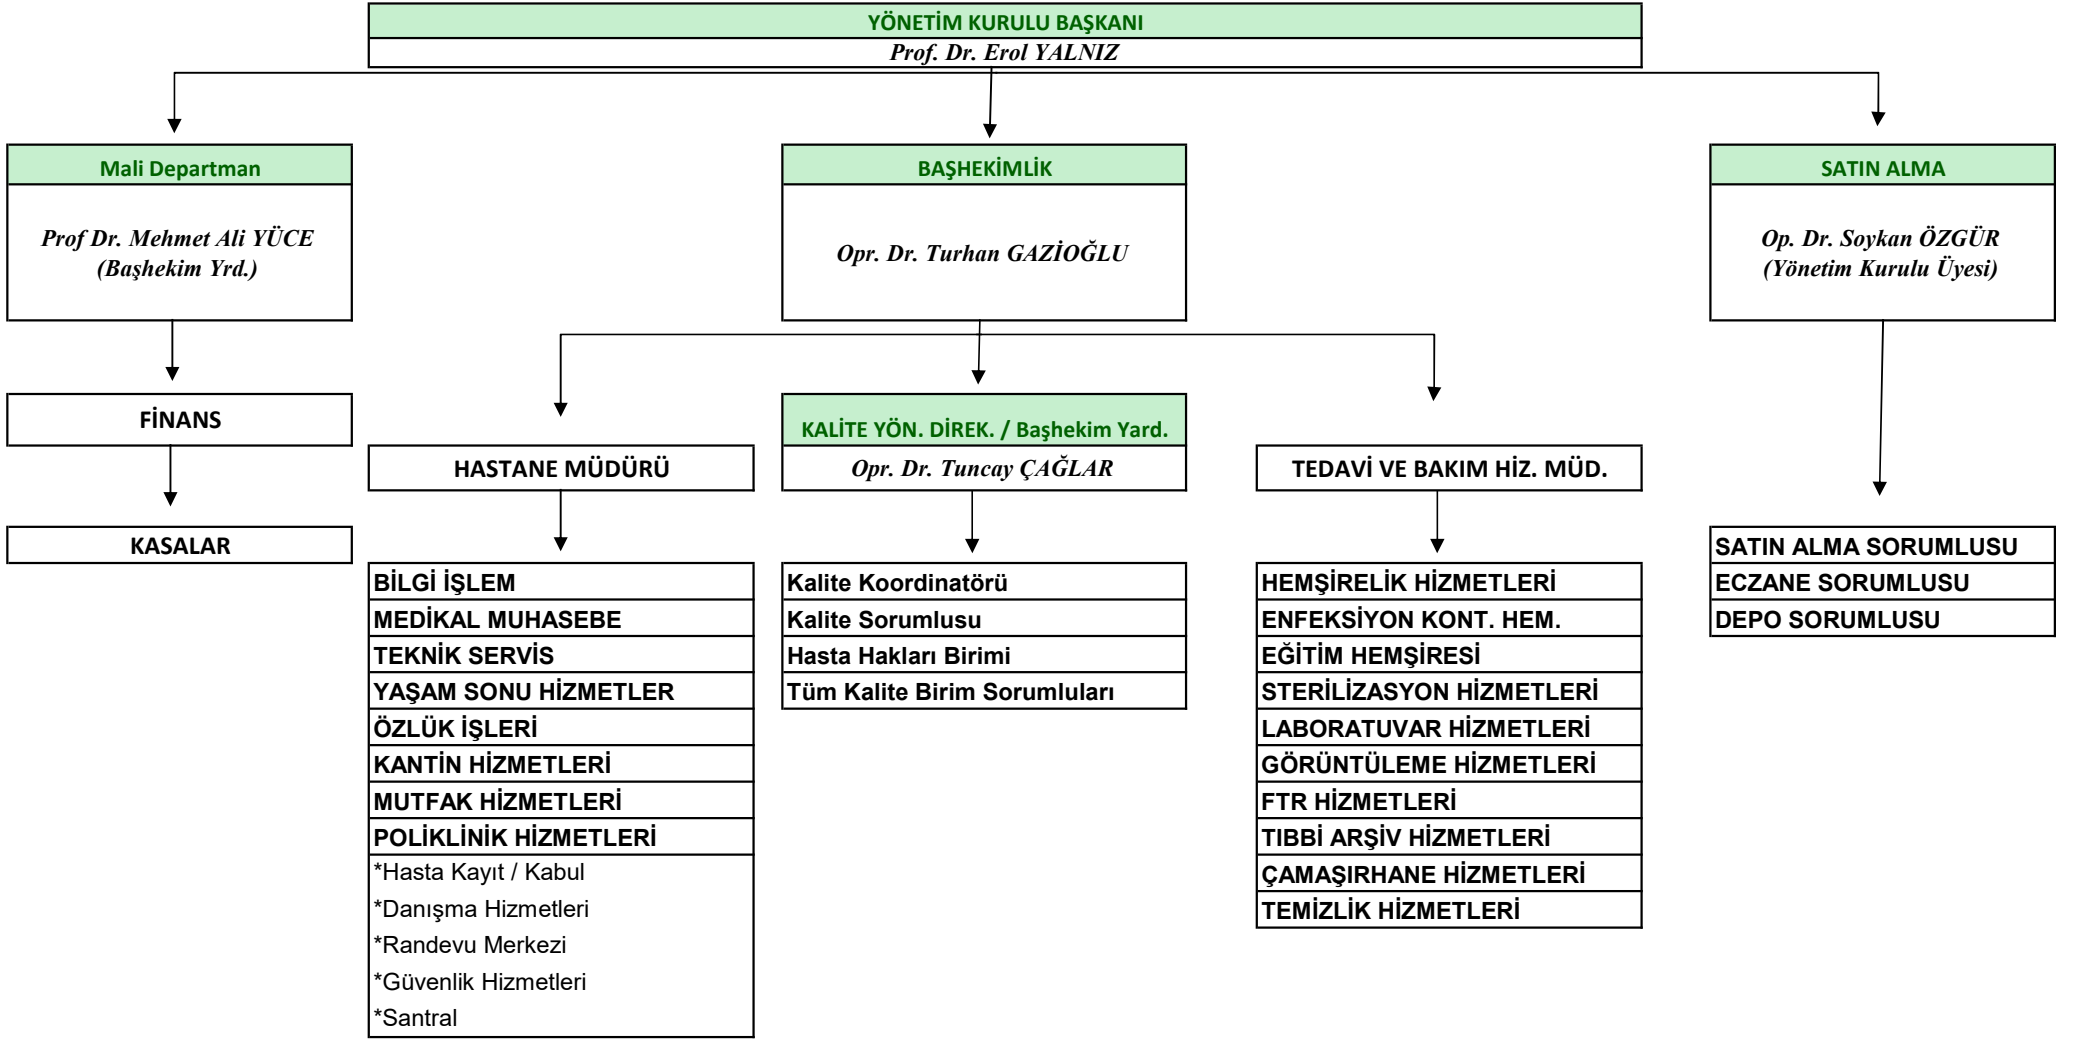 YÖNETİM KURULU BAŞKANI
Prof. Dr. Erol YALNIZ
Mali Departman
Prof Dr. Mehmet Ali YÜCE
(Başhekim Yrd.)
BAŞHEKİMLİK
Opr. Dr. Turhan GAZİOĞLU
SATIN ALMA
Op. Dr. Soykan ÖZGÜR
(Yönetim Kurulu Üyesi)
FİNANS
KASALAR
HASTANE MÜDÜRÜ
BİLGİ İŞLEM
MEDİKAL MUHASEBE
TEKNİK SERVİS
YAŞAM SONU HİZMETLER
ÖZLÜK İŞLERİ
KANTİN HİZMETLERİ
MUTFAK HİZMETLERİ
POLİKLİNİK HİZMETLERİ
*Hasta Kayıt / Kabul
*Danışma Hizmetleri
*Randevu Merkezi
*Güvenlik Hizmetleri
*Santral
KALİTE YÖN. DİREK. / Başhekim Yard.
Opr. Dr. Tuncay ÇAĞLAR
Kalite Koordinatörü
Kalite Sorumlusu
Hasta Hakları Birimi
Tüm Kalite Birim Sorumluları
TEDAVİ VE BAKIM HİZ. MÜD.
HEMŞİRELİK HİZMETLERİ
ENFEKSİYON KONT. HEM.
EĞİTİM HEMŞİRESİ
STERİLİZASYON HİZMETLERİ
LABORATUVAR HİZMETLERİ
GÖRÜNTÜLEME HİZMETLERİ
FTR HİZMETLERİ
TIBBİ ARŞİV HİZMETLERİ
ÇAMAŞIRHANE HİZMETLERİ
TEMİZLİK HİZMETLERİ
SATIN ALMA SORUMLUSU
ECZANE SORUMLUSU
DEPO SORUMLUSU